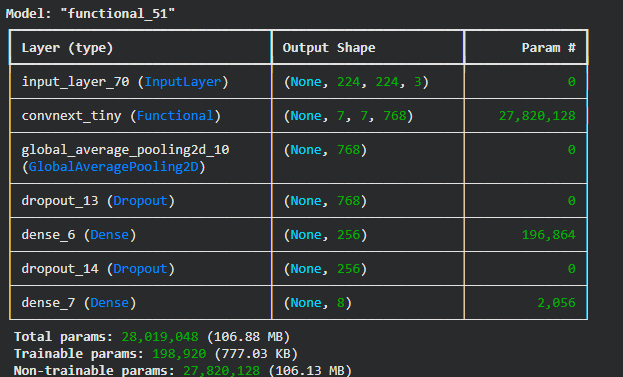 Model: "functional_51"
Layer (type) Output Shape Param #
input_layer_70 (InputLayer) (None, 224, 224, 3) 0
convnext_tiny (Functional) (None, 7, 7, 768) 27,820,128
global_average_pooling2d_10 (None, 768) 0
(GlobalAveragePooling2D)
dropout_13 (Dropout) (None, 768) 0
dense_6 (Dense) (None, 256) 196,864
dropout_14 (Dropout) (None, 256) 0
dense_7 (Dense) (None, 8) 2,056
Total params: 28,019,048 (106.88 MB)
Trainable params: 198,920 (777.03 KB)
Non-trainable params: 27,820,128 (106.13 MB)